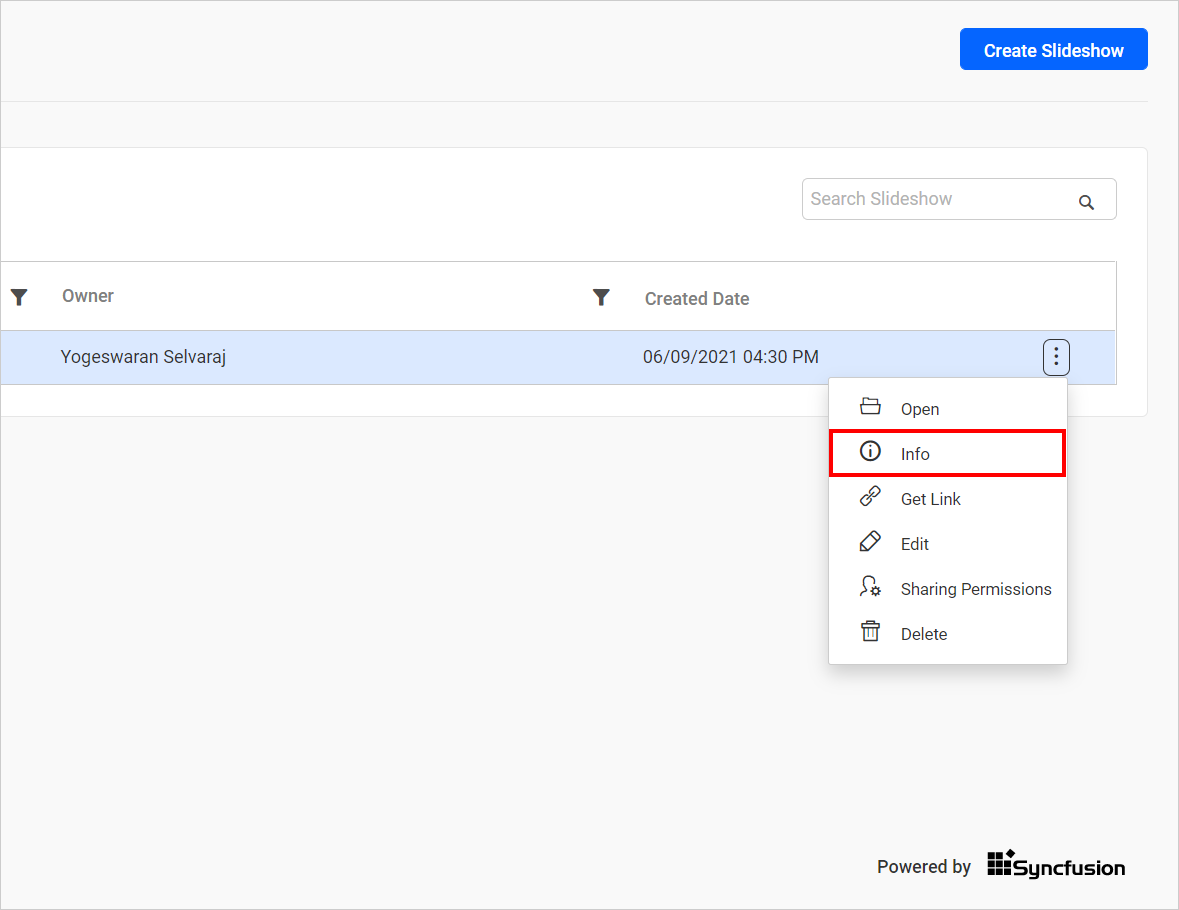 Create Slideshow
Search Slideshow
Owner
Created Date
Yogeswaran Selvaraj
06/09/2021 04:30 PM
Open
Info
Get Link
Edit
Sharing Permissions
Delete
Powered by Syncfusion